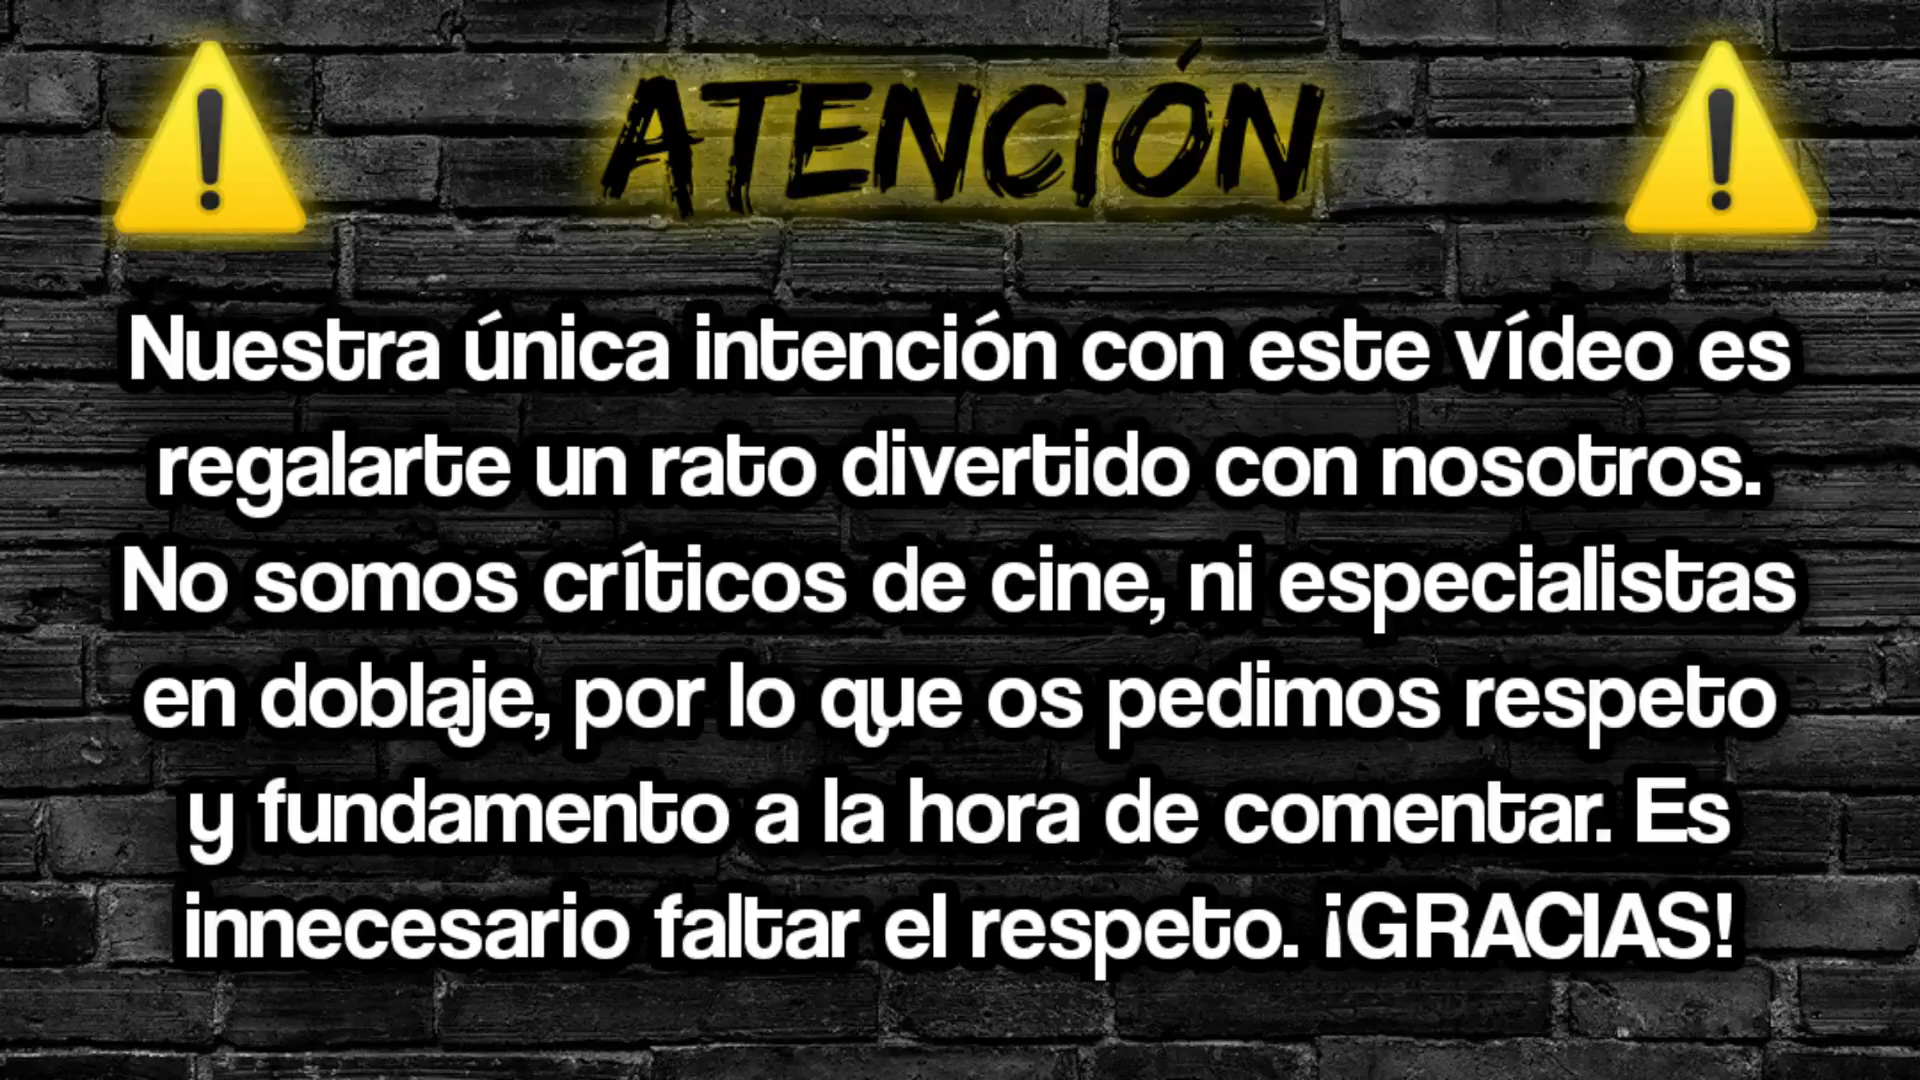 ATENCIÓN
Nuestra única intención con este vídeo es
regalarte un rato divertido con nosotros.
No somos críticos de cine, ni especialistas
en doblaje, por lo que os pedimos respeto
y fundamento a la hora de comentar. Es
innecesario faltar el respeto. ¡GRACIAS!